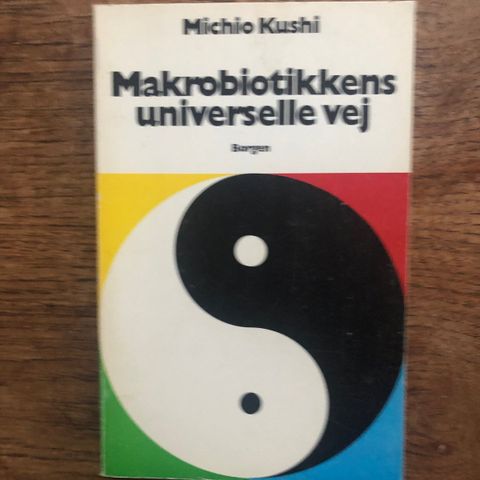 Michio Kushi
Makrobiotikkens
universelle vej
Borgen